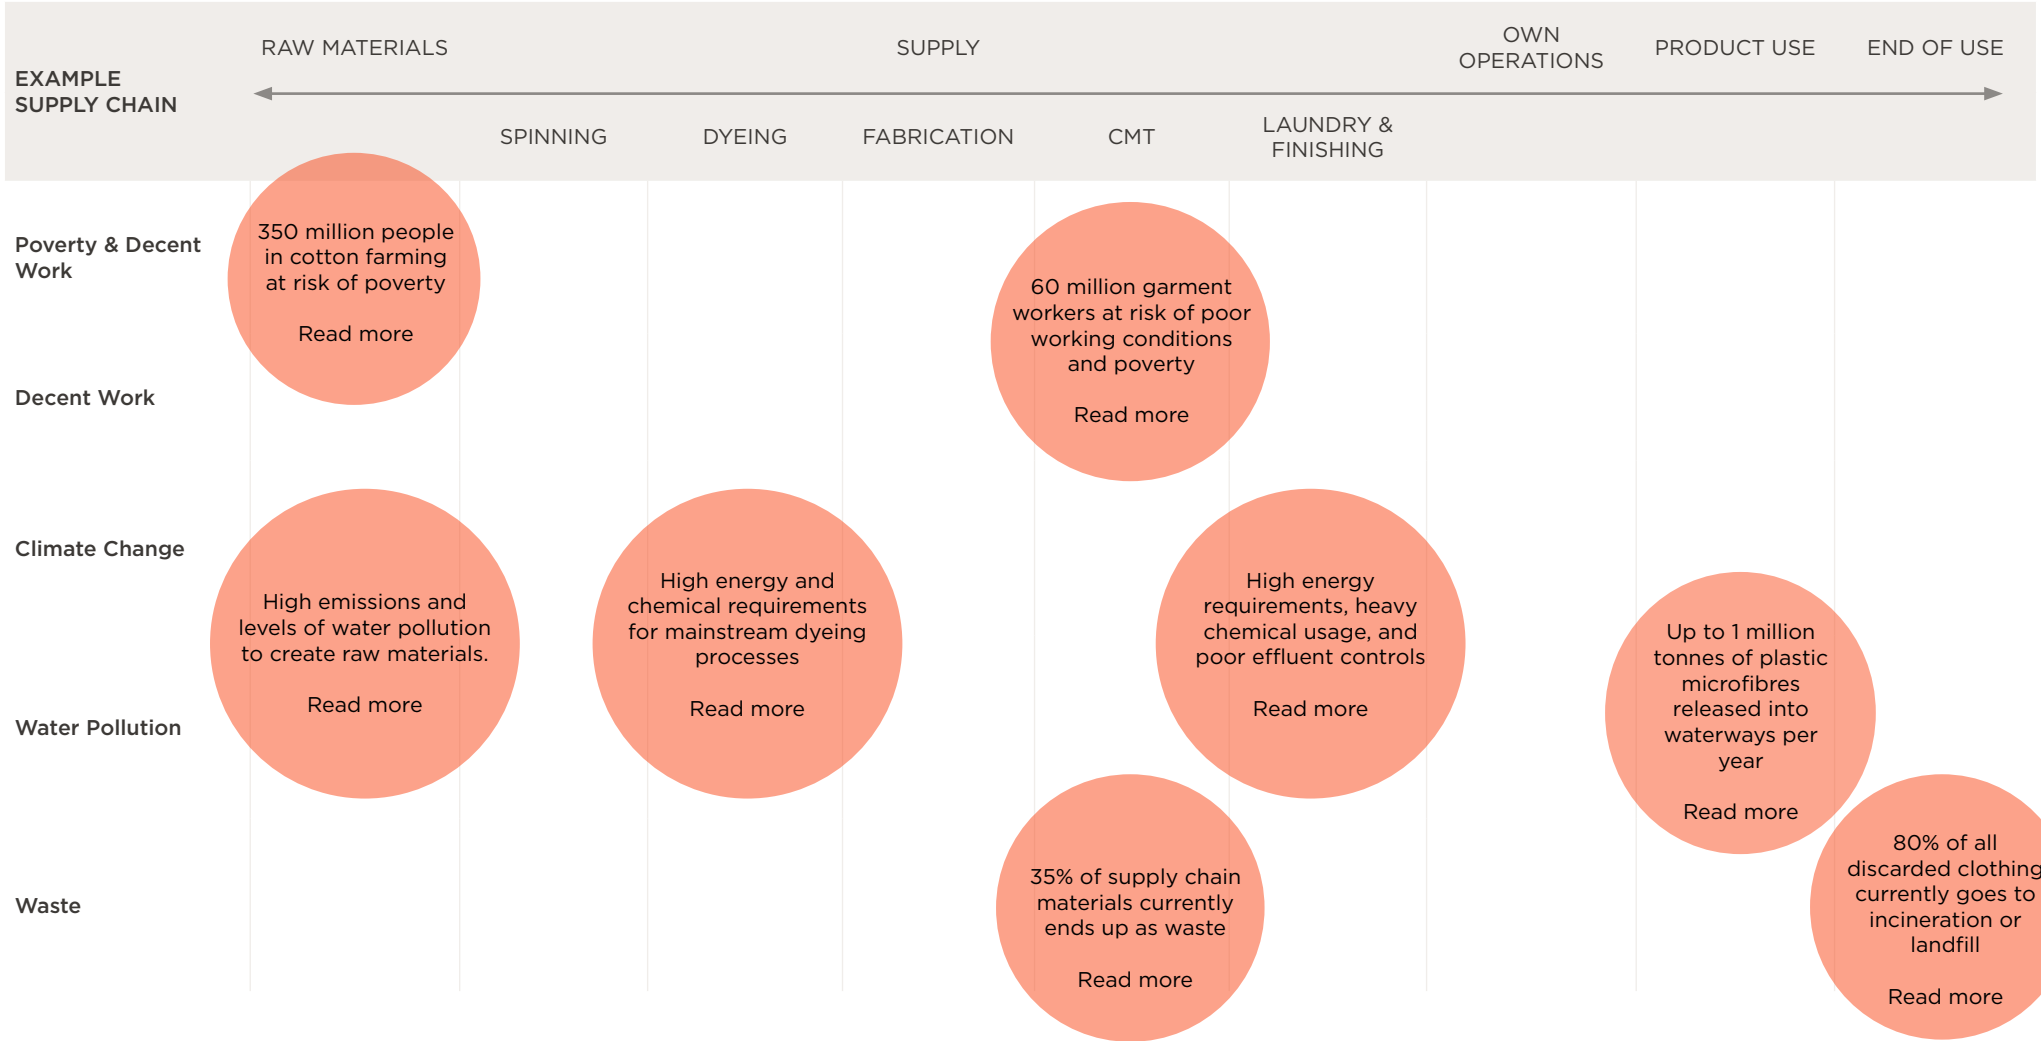 EXAMPLE
SUPPLY CHAIN
RAW MATERIALS
SUPPLY
OWN
OPERATIONS
PRODUCT USE
END OF USE
SPINNING
DYEING
FABRICATION
CMT
LAUNDRY &
FINISHING
Poverty & Decent
Work
350 million people
in cotton farming
at risk of poverty
Read more
60 million garment
workers at risk of poor
working conditions
and poverty
Read more
Decent Work
Climate Change
High emissions and
levels of water pollution
to create raw materials.
Read more
High energy and
chemical requirements
for mainstream dyeing
processes
Read more
High energy
requirements, heavy
chemical usage, and
poor effluent controls
Read more
Up to 1 million
tonnes of plastic
microfibres
released into
waterways per
year
Read more
Water Pollution
Waste
35% of supply chain
materials currently
ends up as waste
Read more
80% of all
discarded clothing
currently goes to
incineration or
landfill
Read more